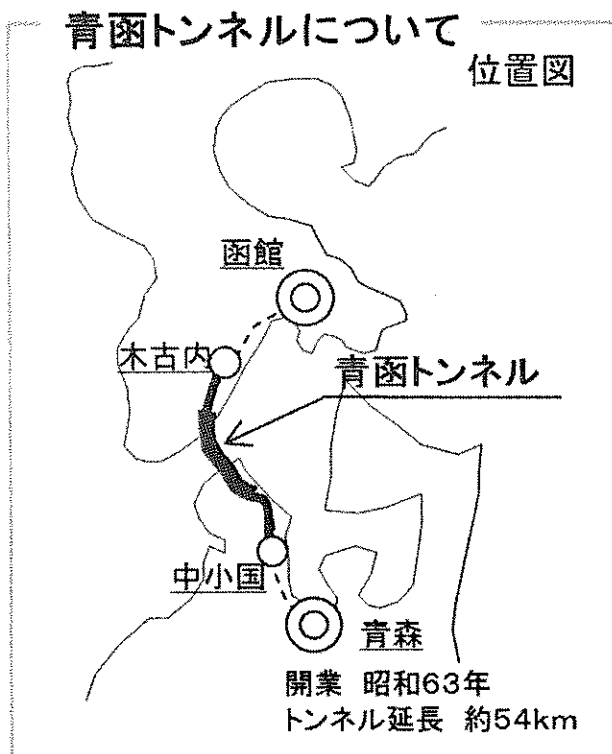 青函トンネルについて
位置図
函館
木古内
青函トンネル
中小国
青森
開業 昭和63年
トンネル延長 約54km